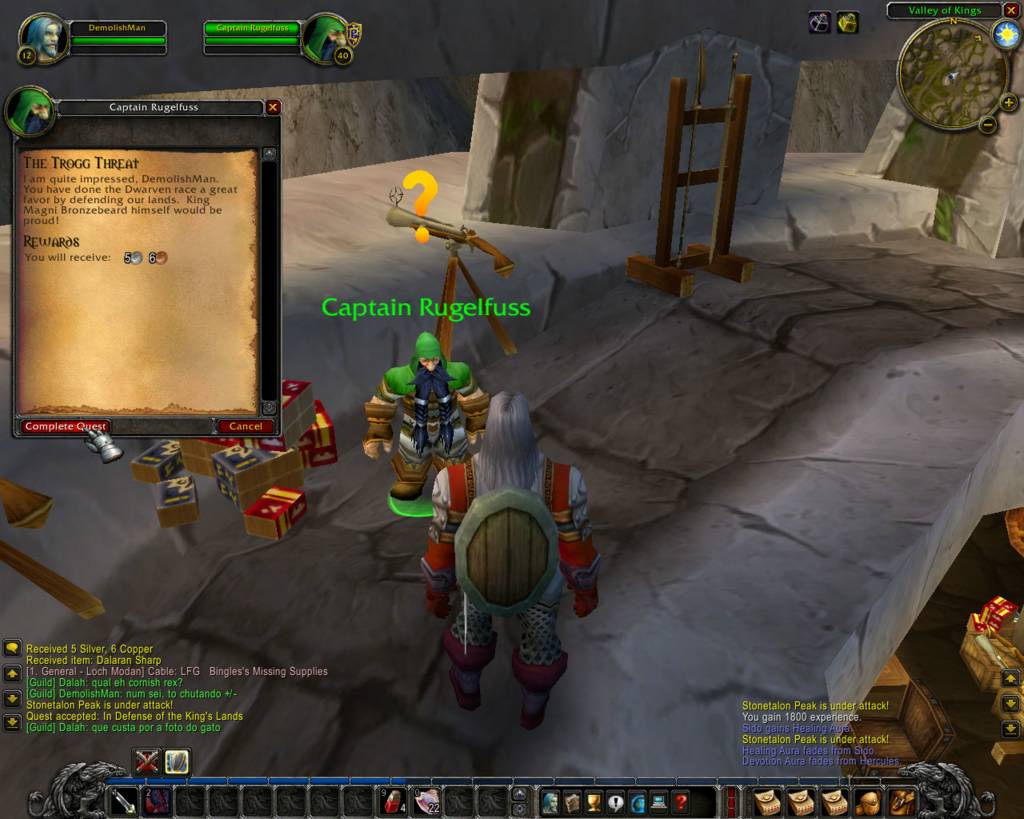 DemolishMan
12
Captain Rugelfuss
40
Valley of Kings
N
Captain Rugelfuss
The Trogg Threat
I am quite impressed, DemolishMan.
You have done the Dwarven race a great
favor by defending our lands. King
Magni Bronzebeard himself would be
proud!
Rewards
You will receive: 5 6
Complete Quest
Cancel
Captain Rugelfuss
Received 5 Silver, 6 Copper
Received item: Dalaran Sharp
[1. General - Loch Modan] Cable: LFG Bingles's Missing Supplies
[Guild] Dalah: qual eh cornish rex?
[Guild] DemolishMan: num sei, to chutando +/-
Stonetalon Peak is under attack!
Quest accepted: In Defense of the King's Lands
[Guild] Dalah: que custa por a foto do gato
Stonetalon Peak is under attack!
You gain 1800 experience.
Sido gains Healing Aura.
Stonetalon Peak is under attack!
Healing Aura fades from Sido.
Devotion Aura fades from Hercules.
2
9
4
0
22